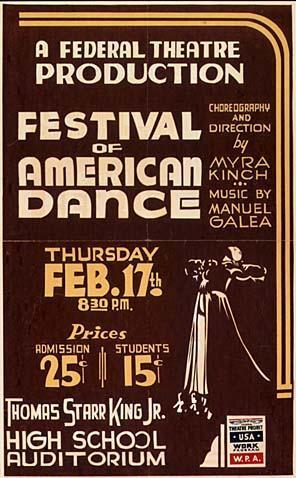 A FEDERAL THEATRE
PRODUCTION
FESTIVAL
OF
AMERICAN
DANCE
CHOREOGRAPHY
AND
DIRECTION
by
MYRA
KINCH
MUSIC BY
MANUEL
GALEA
THURSDAY
FEB. 17th
8 30 P.M.
Prices
ADMISSION
25¢
STUDENTS
15¢
THOMAS STARR KING JR.
HIGH SCHOOL
AUDITORIUM
THEATRE PROJECT
USA
WORK
PROGRAM
W.P.A.